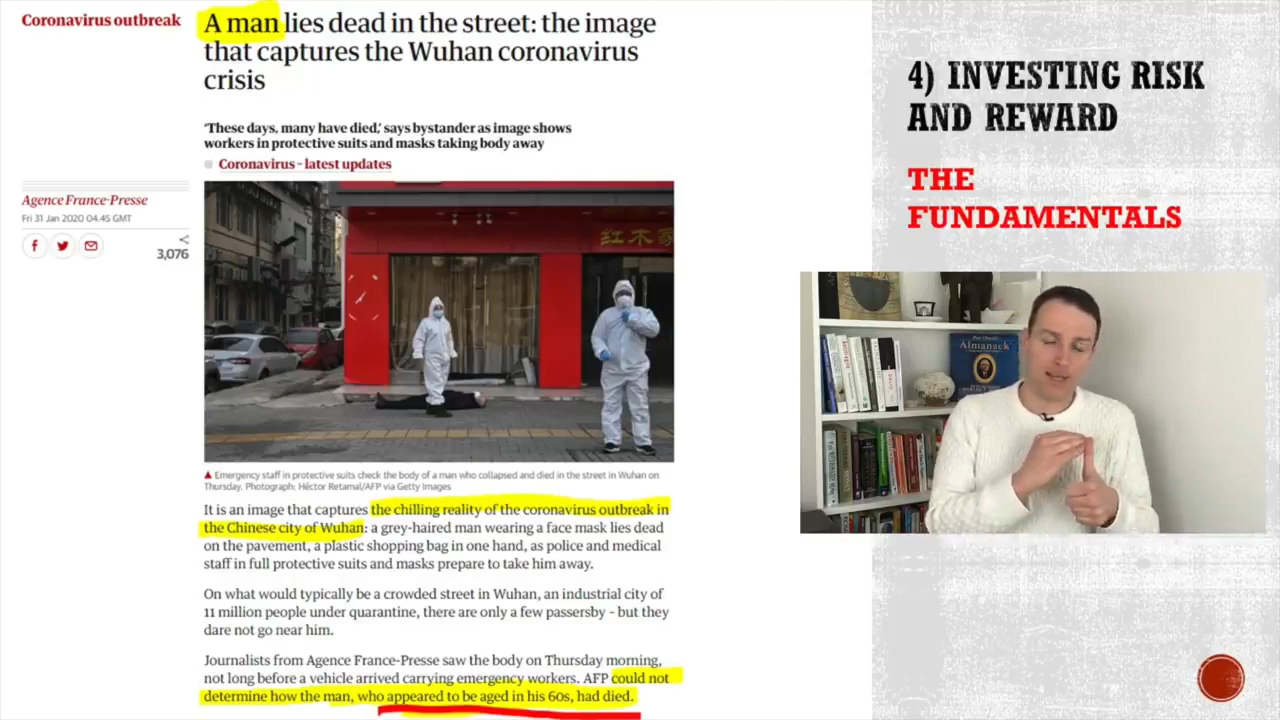 Coronavirus outbreak
A man lies dead in the street: the image
that captures the Wuhan coronavirus
crisis
'These days, many have died,' says bystander as image shows
workers in protective suits and masks taking body away
Coronavirus - latest updates
Agence France-Presse
Fri 31 Jan 2020 04.45 GMT
3,076
红木家
Emergency staff in protective suits check the body of a man who collapsed and died in the street in Wuhan on
Thursday. Photograph: Héctor Retamal/AFP via Getty Images
It is an image that captures the chilling reality of the coronavirus outbreak in
the Chinese city of Wuhan: a grey-haired man wearing a face mask lies dead
on the pavement, a plastic shopping bag in one hand, as police and medical
staff in full protective suits and masks prepare to take him away.
On what would typically be a crowded street in Wuhan, an industrial city of
11 million people under quarantine, there are only a few passersby – but they
dare not go near him.
Journalists from Agence France-Presse saw the body on Thursday morning,
not long before a vehicle arrived carrying emergency workers. AFP could not
determine how the man, who appeared to be aged in his 60s, had died.
4) INVESTING RISK
AND REWARD
THE
FUNDAMENTALS
Almanack